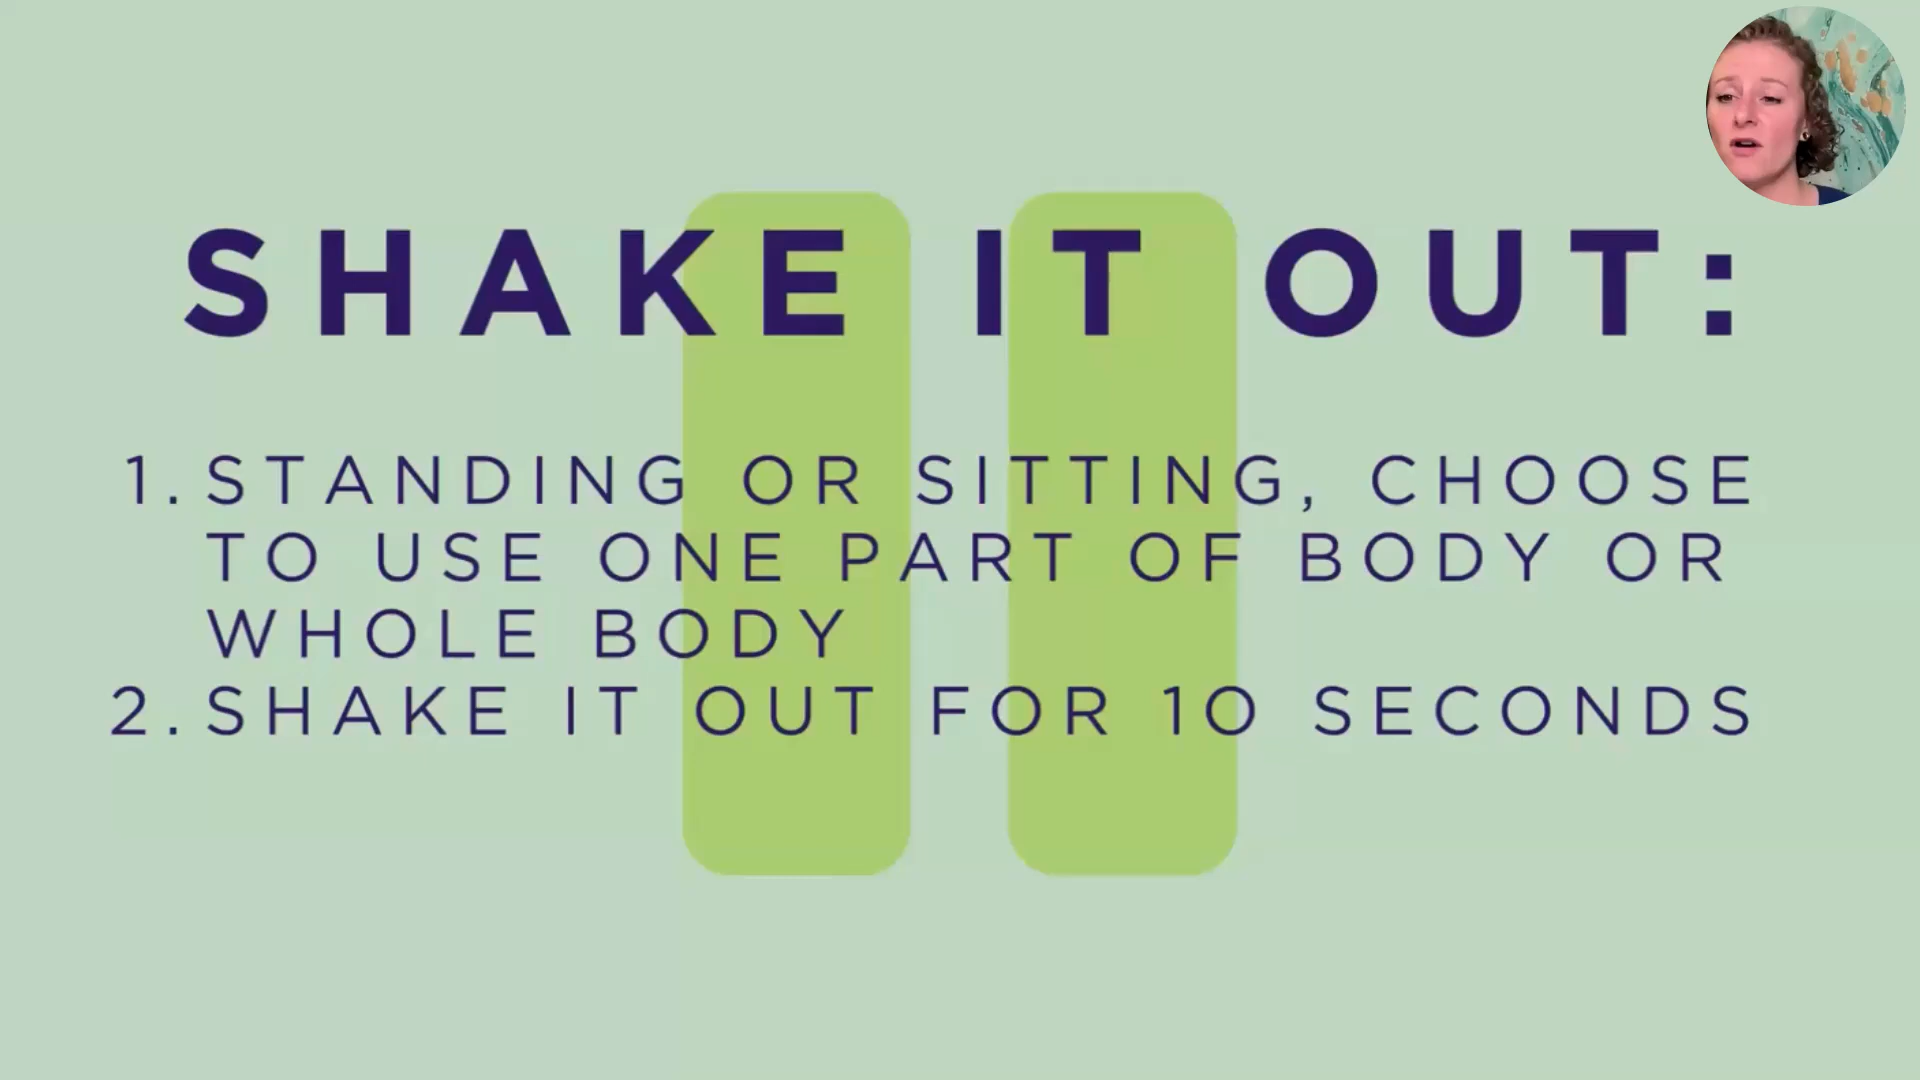 SHAKE IT OUT:
1. STANDING OR SITTING, CHOOSE
TO USE ONE PART OF BODY OR
WHOLE BODY
2. SHAKE IT OUT FOR 10 SECONDS